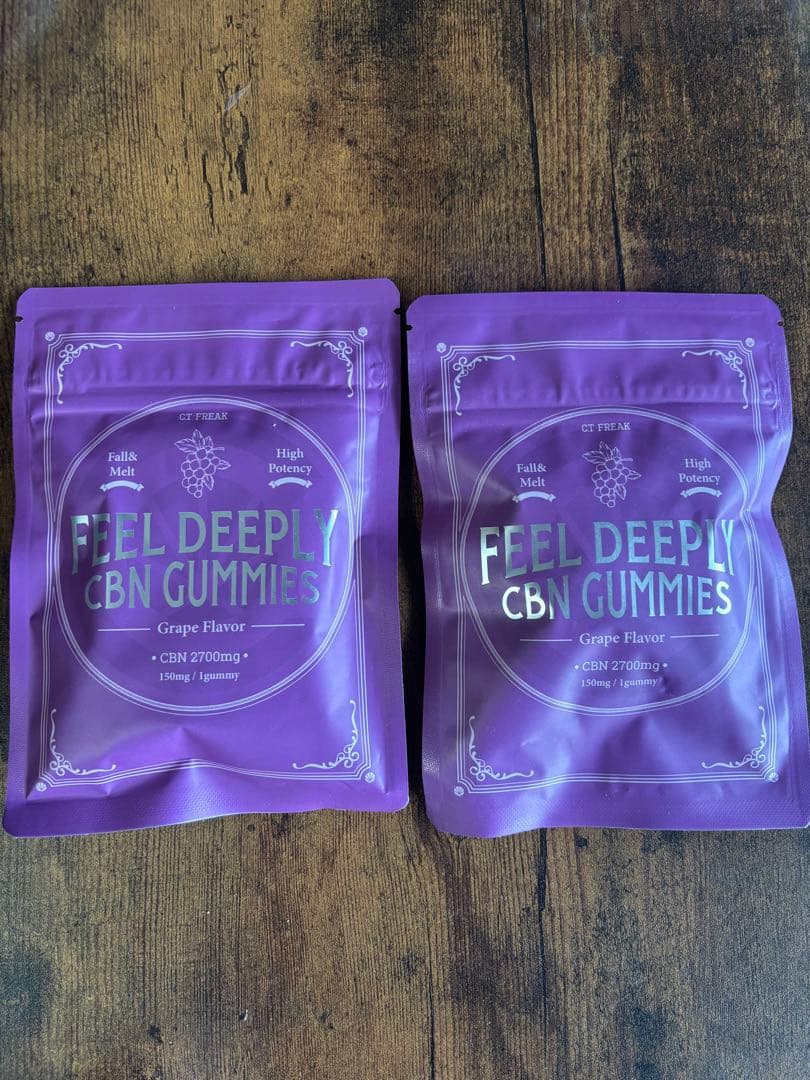 CT FREAK
Fall&
Melt
High
Potency
FEEL DEEPLY
CBN GUMMIES
Grape Flavor
• CBN 2700mg •
150mg / 1gummy
CT FREAK
Fall&
Melt
High
Potency
FEEL DEEPLY
CBN GUMMIES
Grape Flavor
• CBN 2700mg •
150mg / 1gummy